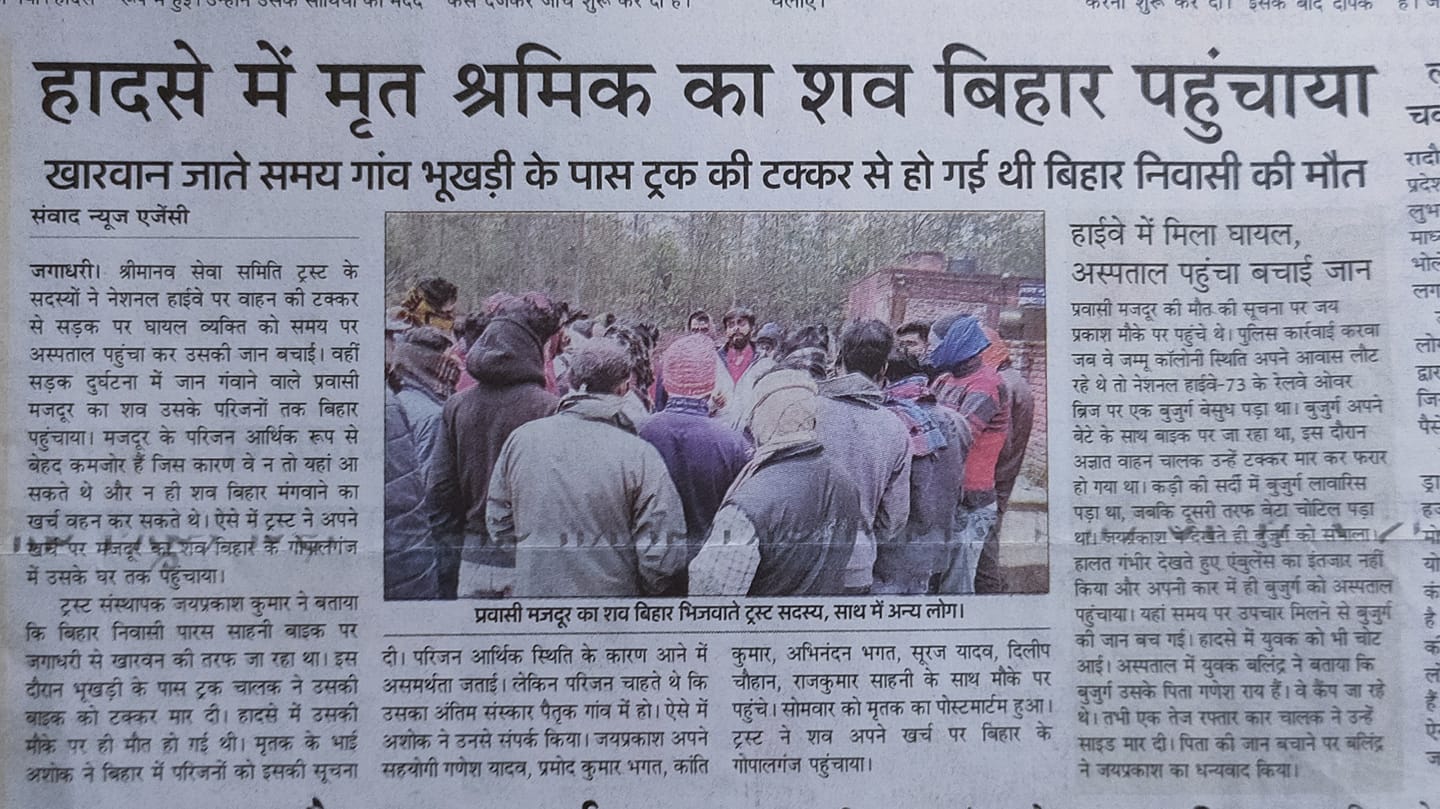 हादसे में मृत श्रमिक का शव बिहार पहुंचाया
खारवान जाते समय गांव भूखड़ी के पास ट्रक की टक्कर से हो गई थी बिहार निवासी की मौत
संवाद न्यूज एजेंसी
जगाधरी। श्रीमानव सेवा समिति ट्रस्ट के
सदस्यों ने नेशनल हाईवे पर वाहन की टक्कर
से सड़क पर घायल व्यक्ति को समय पर
अस्पताल पहुंचा कर उसकी जान बचाई। वहीं
सड़क दुर्घटना में जान गंवाने वाले प्रवासी
मजदूर का शव उसके परिजनों तक बिहार
पहुंचाया। मजदूर के परिजन आर्थिक रूप से
बेहद कमजोर हैं जिस कारण वे न तो यहां आ
सकते थे और न ही शव बिहार मंगवाने का
खर्च वहन कर सकते थे। ऐसे में ट्रस्ट ने अपने
खर्च पर मजदूर का शव बिहार के गोपालगंज
में उसके घर तक पहुंचाया।
ट्रस्ट संस्थापक जयप्रकाश कुमार ने बताया
कि बिहार निवासी पारस साहनी बाइक पर
जगाधरी से खारवन की तरफ जा रहा था। इस
दौरान भूखड़ी के पास ट्रक चालक ने उसकी
बाइक को टक्कर मार दी। हादसे में उसकी
मौके पर ही मौत हो गई थी। मृतक के भाई
अशोक ने बिहार में परिजनों को इसकी सूचना
प्रवासी मजदूर का शव बिहार भिजवाते ट्रस्ट सदस्य, साथ में अन्य लोग।
दी। परिजन आर्थिक स्थिति के कारण आने में
असमर्थता जताई। लेकिन परिजन चाहते थे कि
उसका अंतिम संस्कार पैतृक गांव में हो। ऐसे में
अशोक ने उनसे संपर्क किया। जयप्रकाश अपने
सहयोगी गणेश यादव, प्रमोद कुमार भगत, कांति
कुमार, अभिनंदन भगत, सूरज यादव, दिलीप
चौहान, राजकुमार साहनी के साथ मौके पर
पहुंचे। सोमवार को मृतक का पोस्टमार्टम हुआ।
ट्रस्ट ने शव अपने खर्च पर बिहार के
गोपालगंज पहुंचाया।
हाईवे में मिला घायल,
अस्पताल पहुंचा बचाई जान
प्रवासी मजदूर की मौत की सूचना पर जय
प्रकाश मौके पर पहुंचे थे। पुलिस कार्रवाई करवा
जब वे जम्मू कॉलोनी स्थिति अपने आवास लौट
रहे थे तो नेशनल हाईवे-73 के रेलवे ओवर
ब्रिज पर एक बुजुर्ग बेसुध पड़ा था। बुजुर्ग अपने
बेटे के साथ बाइक पर जा रहा था, इस दौरान
अज्ञात वाहन चालक उन्हें टक्कर मार कर फरार
हो गया था। कड़ी की सर्दी में बुजुर्ग लावारिस
पड़ा था, जबकि दूसरी तरफ बेटा चोटिल पड़ा
था। जयप्रकाश ने देखते ही बुजुर्ग को संभाला।
हालत गंभीर देखते हुए एंबुलेंस का इंतजार नहीं
किया और अपनी कार में ही बुजुर्ग को अस्पताल
पहुंचाया। यहां समय पर उपचार मिलने से बुजुर्ग
की जान बच गई। हादसे में युवक को भी चोट
आई। अस्पताल में युवक बलिंद्र ने बताया कि
बुजुर्ग उसके पिता गणेश राय हैं। वे कैंप जा रहे
थे। तभी एक तेज रफ्तार कार चालक ने उन्हें
साइड मार दी। पिता की जान बचाने पर बलिंद्र
ने जयप्रकाश का धन्यवाद किया।